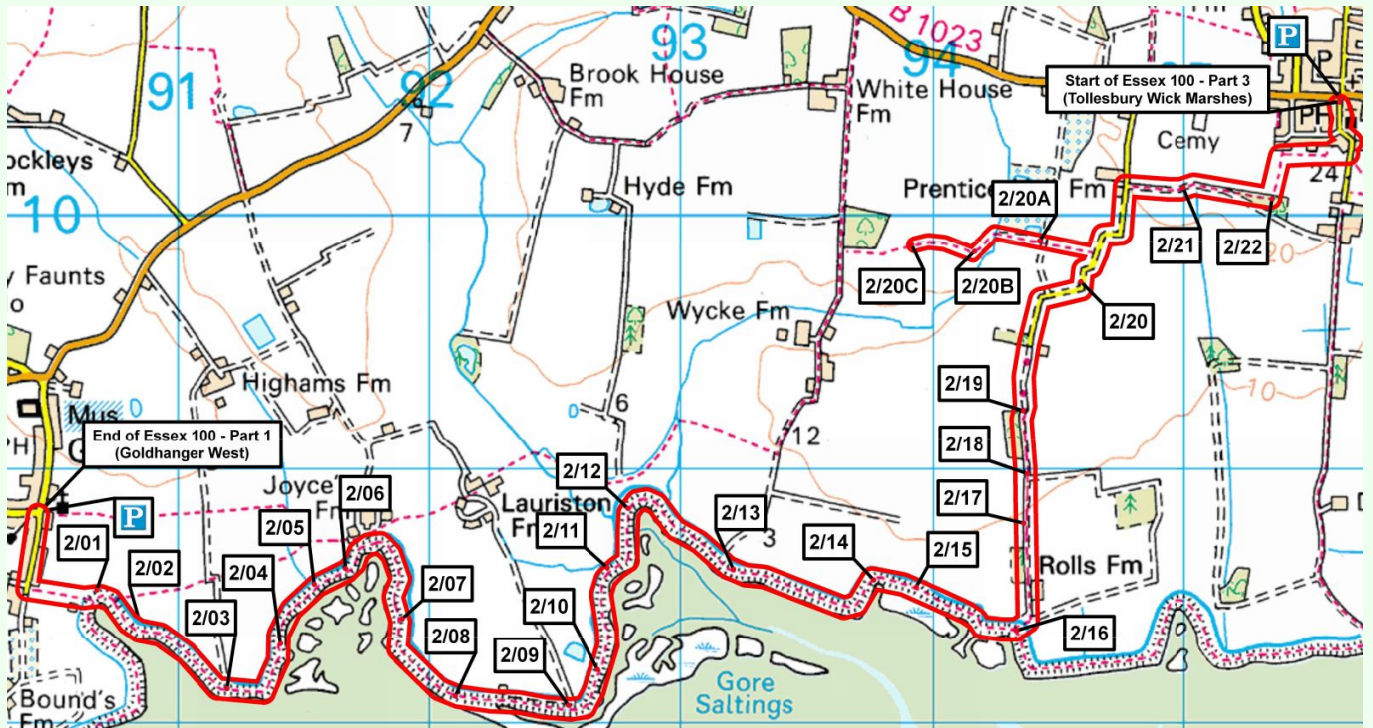 B 1023
93
94
91
92
7
Brook House
Fm
White House
Fm
P
Start of Essex 100 - Part 3
(Tollesbury Wick Marshes)
P
PH
Cemy
ockleys
m
Hyde Fm
Prentice
Fm
24
10
2/20A
2/21
2/22
20
2/20C
2/20B
2/20
y Faunts
o
Wycke Fm
Highams Fm
2/19
10
6
12
Mus
G
PH
End of Essex 100 - Part 1
(Goldhanger West)
2/18
2/12
Joyce's
Fm
2/06
Lauriston
Fm
2/17
P
2/05
2/11
2/13
3
2/14
2/15
2/01
2/02
2/04
Rolls Fm
2/03
2/07
2/10
2/08
2/09
2/16
Bound's
Fm
Gore
Saltings